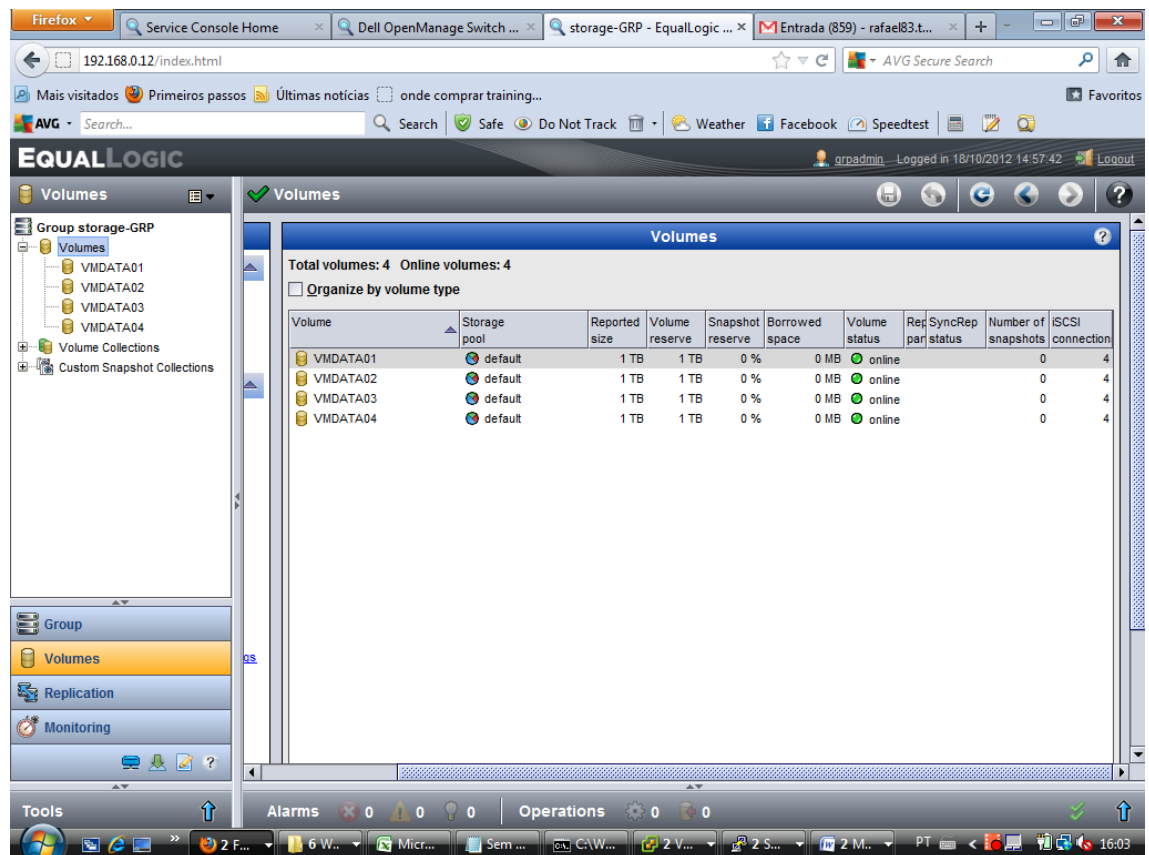 Firefox
Service Console Home
Dell OpenManage Switch ...
storage-GRP - EqualLogic ...
Entrada (859) - rafael83.t...
192.168.0.12/index.html
AVG Secure Search
Mais visitados Primeiros passos Últimas notícias onde comprar training... Favoritos
AVG Search... Search Safe Do Not Track Weather Facebook Speedtest
EQUALLOGIC
grpadmin Logged in 18/10/2012 14:57:42 Logout
Volumes
Volumes
Group storage-GRP
Volumes
VMDATA01
VMDATA02
VMDATA03
VMDATA04
Volume Collections
Custom Snapshot Collections
Volumes
Total volumes: 4 Online volumes: 4
Organize by volume type
Volume Storage Reported Volume Snapshot Borrowed Volume Rep SyncRep Number of iSCSI
pool size reserve reserve space status par status snapshots connection
VMDATA01 default 1 TB 1 TB 0 % 0 MB online 0 4
VMDATA02 default 1 TB 1 TB 0 % 0 MB online 0 4
VMDATA03 default 1 TB 1 TB 0 % 0 MB online 0 4
VMDATA04 default 1 TB 1 TB 0 % 0 MB online 0 4
Group
Volumes
gs
Replication
Monitoring
Tools
Alarms 0 0 0 Operations 0 0
2 F... 6 W.. Micr... Sem ... C:\W... 2 V... 2 S... 2 M.. PT 16:03